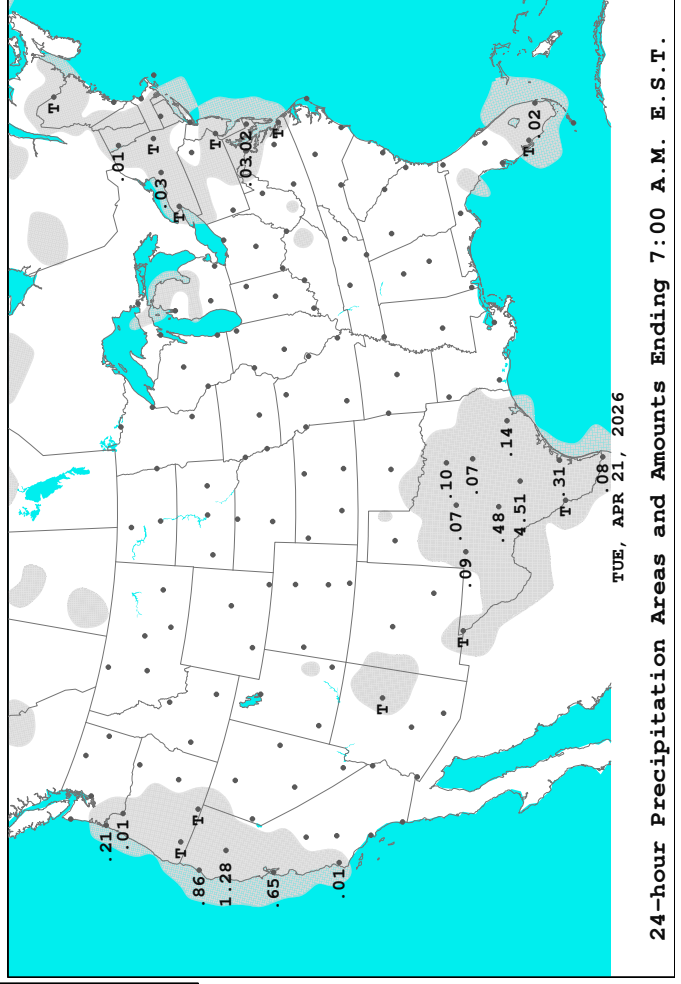 T
.21
.01
.01
T
.03
T
T
.86
T
T
1.28
.03
.02
.65
T
.01
T
.10
.07
T
.09
.07
.48
.14
4.51
T
.02
.31
T
.08
TUE, APR 21, 2026
24-hour Precipitation Areas and Amounts Ending 7:00 A.M. E.S.T.